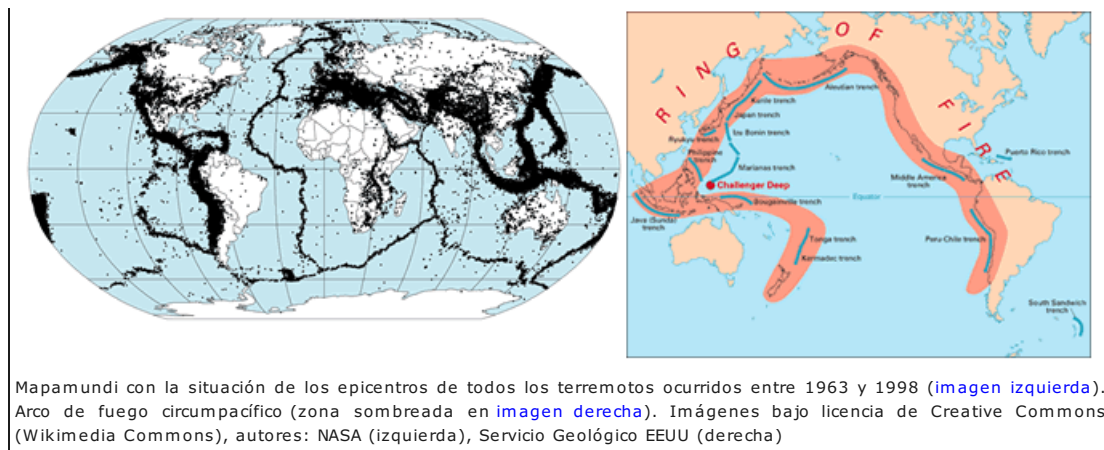 RING OF FIRE
Aleutian trench
Kurile trench
Japan trench
Izu Bonin trench
Ryukyu trench
Philippine
trench
Marianas trench
Challenger Deep
Puerto Rico trench
Middle America
trench
Equator
Bougainville trench
Java (Sunda)
trench
Tonga trench
Kermadec trench
Peru-Chile trench
South Sandwich
trench
Mapamundi con la situación de los epicentros de todos los terremotos ocurridos entre 1963 y 1998 (imagen izquierda).
Arco de fuego circumpacífico (zona sombreada en imagen derecha). Imágenes bajo licencia de Creative Commons
(Wikimedia Commons), autores: NASA (izquierda), Servicio Geológico EEUU (derecha)